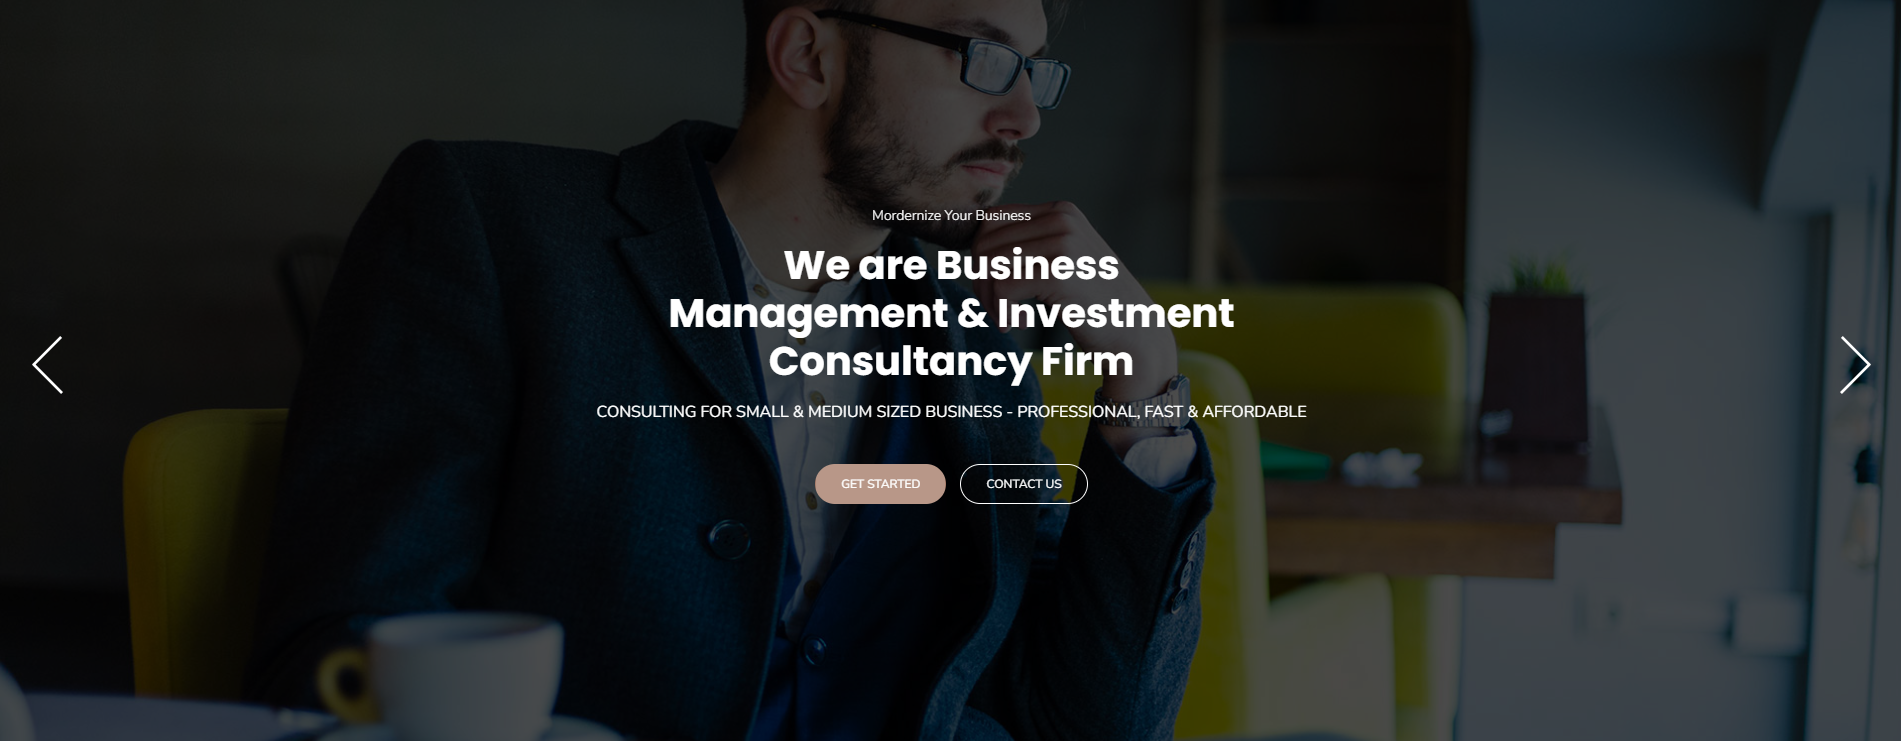 Mordernize Your Business
We are Business
Management & Investment
Consultancy Firm
CONSULTING FOR SMALL & MEDIUM SIZED BUSINESS - PROFESSIONAL, FAST & AFFORDABLE
GET STARTED
CONTACT US